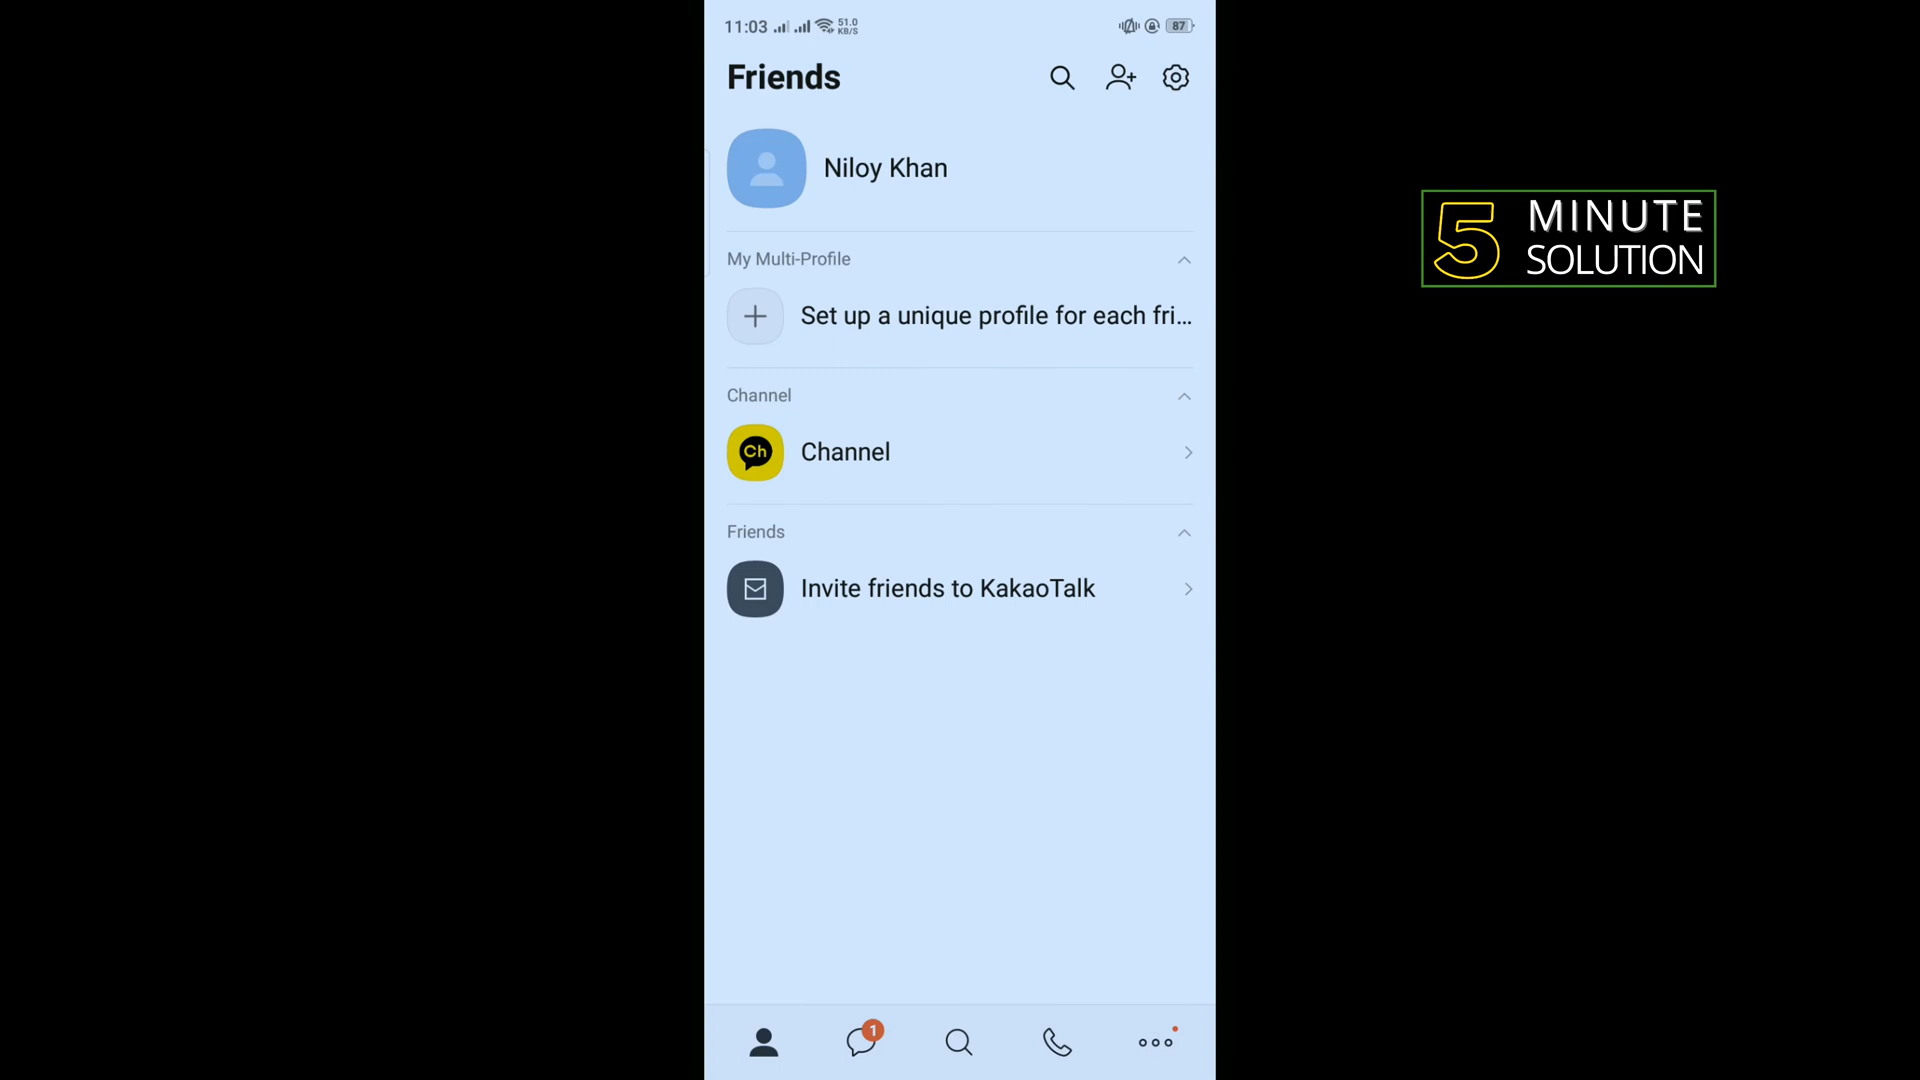 11:03 51.0 KB/S 87
Friends
Niloy Khan
My Multi-Profile
Set up a unique profile for each fri...
Channel
Ch Channel
Friends
Invite friends to KakaoTalk
1
5 MINUTE
SOLUTION